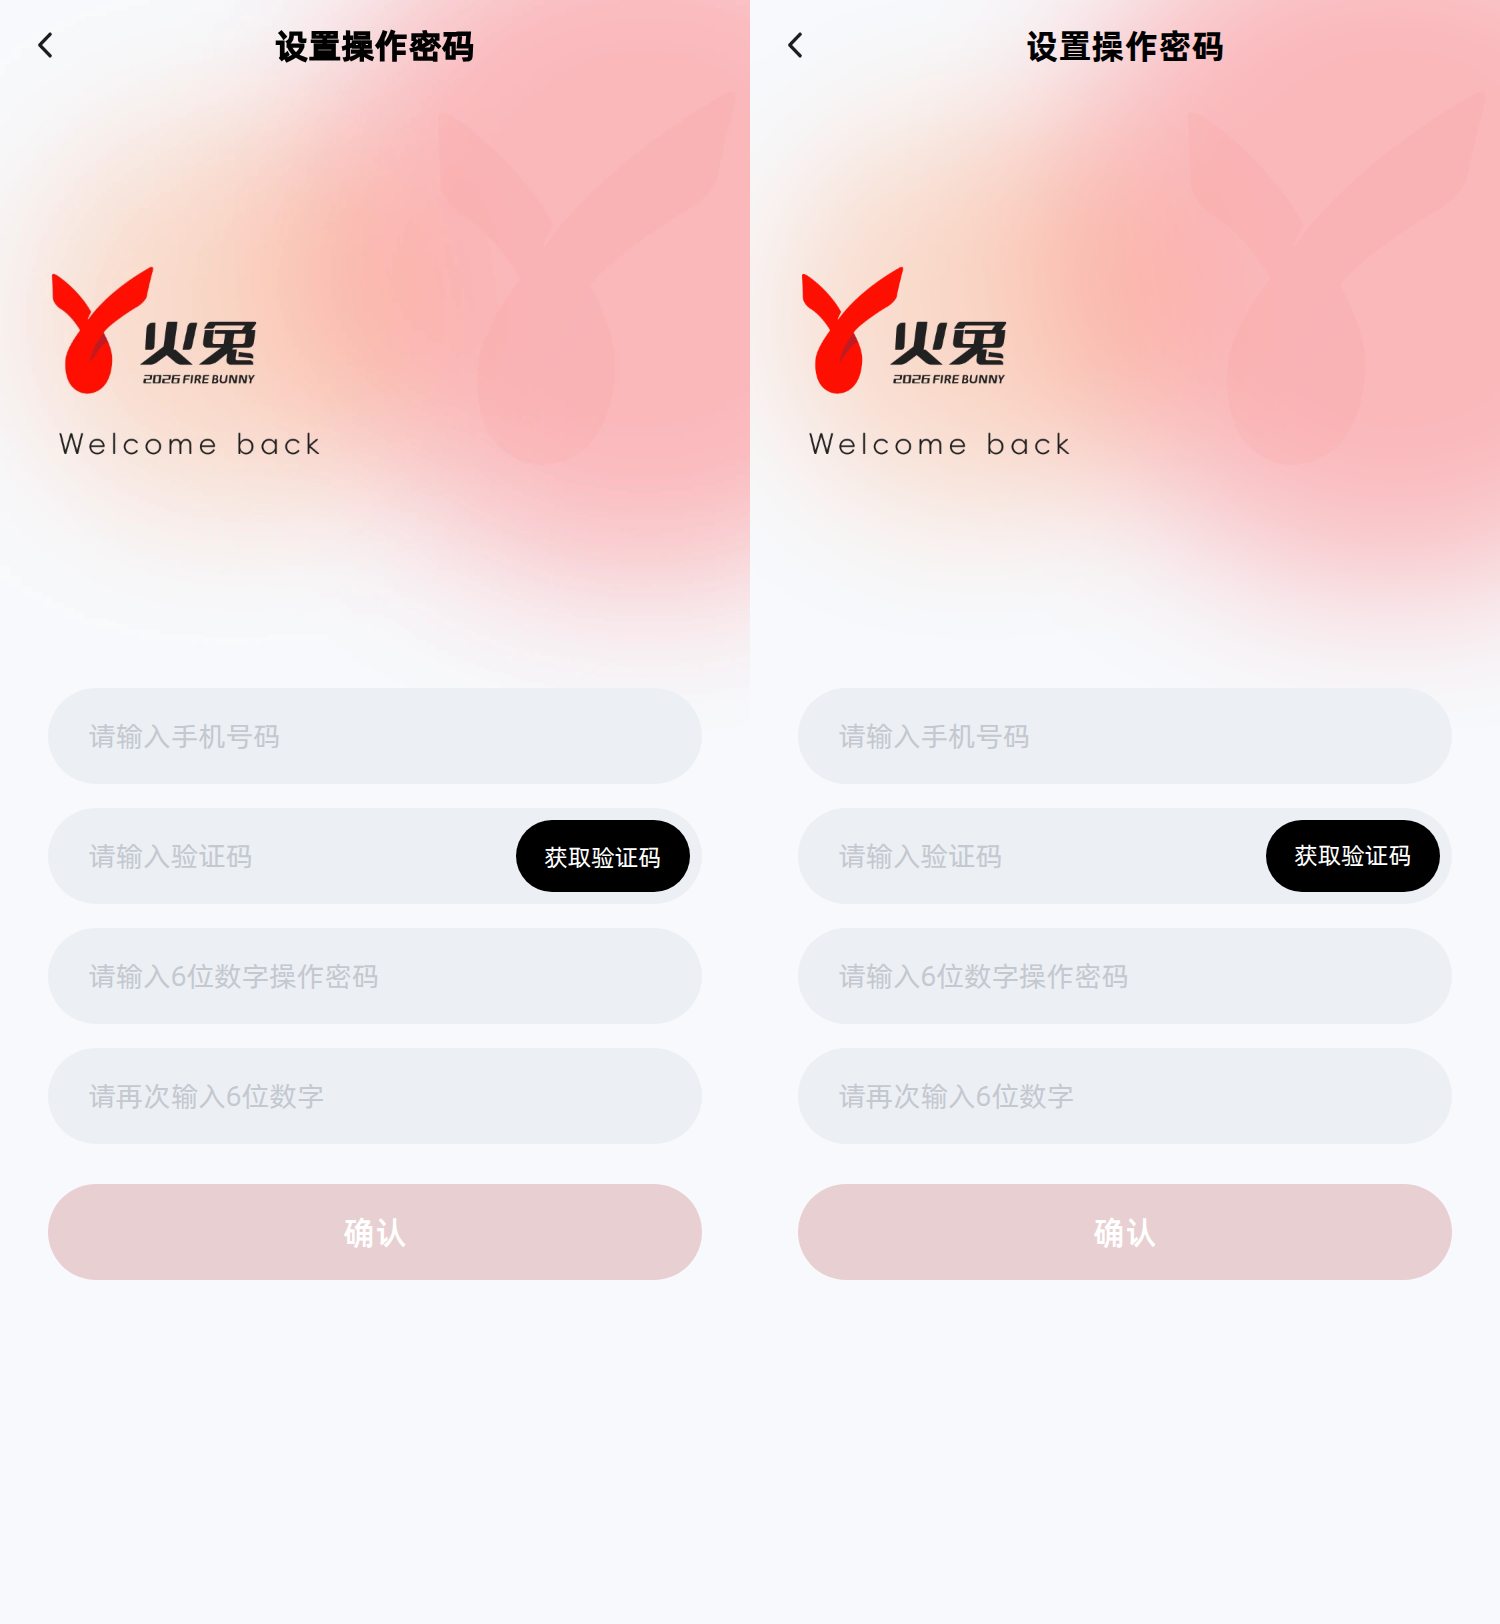 设置操作密码
火兔
2026 FIRE BUNNY
Welcome back
请输入手机号码
请输入验证码 获取验证码
请输入6位数字操作密码
请再次输入6位数字
确认
设置操作密码
火兔
2026 FIRE BUNNY
Welcome back
请输入手机号码
请输入验证码 获取验证码
请输入6位数字操作密码
请再次输入6位数字
确认